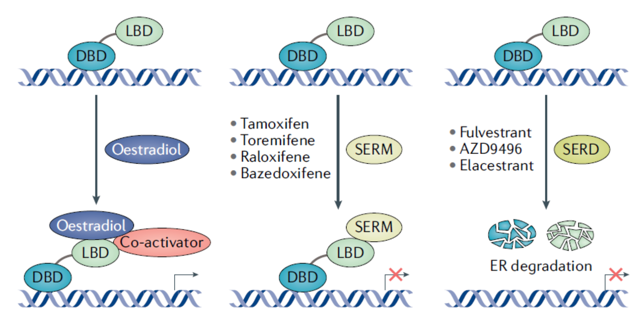 LBD
DBD
Oestradiol
Oestradiol
Co-activator
LBD
DBD
LBD
DBD
• Tamoxifen
• Toremifene
• Raloxifene
• Bazedoxifene
SERM
SERM
LBD
DBD
LBD
DBD
• Fulvestrant
• AZD9496
• Elacestrant
SERD
ER degradation